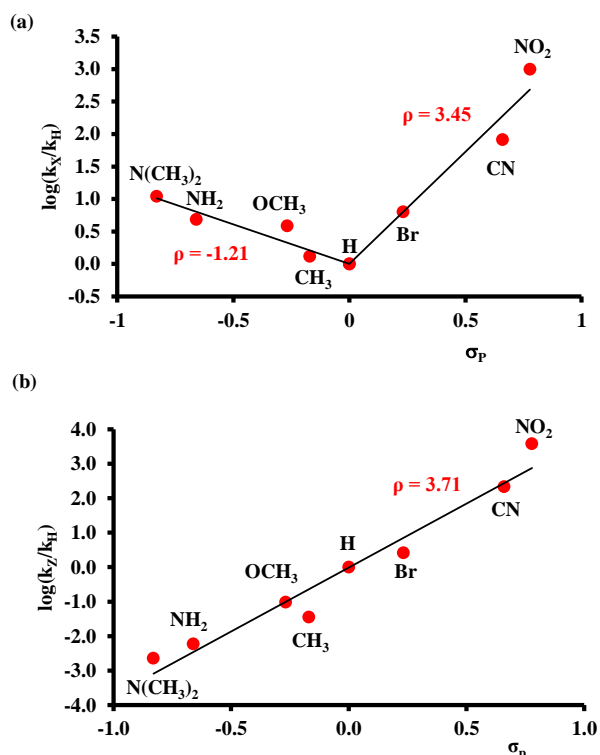 (a)
3.5
3.0
2.5
2.0
1.5
1.0
0.5
0.0
-0.5
log(kX/kH)
NO2
ρ = 3.45
CN
N(CH3)2
NH2
OCH3
H
Br
ρ = -1.21
CH3
-1
-0.5
0
0.5
1
σP
(b)
4.0
3.0
2.0
1.0
0.0
-1.0
-2.0
-3.0
-4.0
log(kZ/kH)
NO2
ρ = 3.71
CN
H
Br
OCH3
CH3
NH2
N(CH3)2
-1.0
-0.5
0.0
0.5
1.0
σp